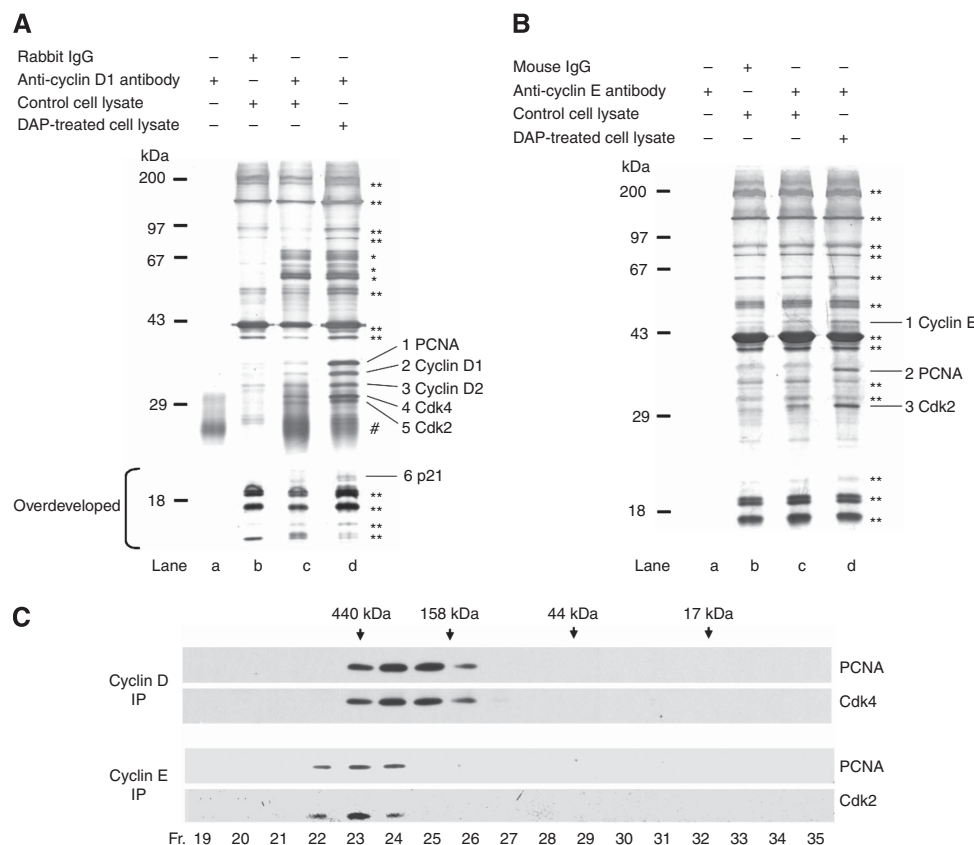 A
Rabbit IgG – + – –
Anti-cyclin D1 antibody + – + +
Control cell lysate – + + –
DAP-treated cell lysate – – – +
kDa
200
**
**
97
**
**
67
*
*
*
**
43
**
**
1 PCNA
2 Cyclin D1
3 Cyclin D2
29
4 Cdk4
5 Cdk2
#
6 p21
Overdeveloped
18
**
**
**
**
Lane a b c d
B
Mouse IgG – + – –
Anti-cyclin E antibody + – + +
Control cell lysate – + + –
DAP-treated cell lysate – – – +
kDa
200 **
**
97
**
**
67
**
**
1 Cyclin E
43
**
**
2 PCNA
**
**
3 Cdk2
29
**
**
18
**
Lane a b c d
C
440 kDa 158 kDa 44 kDa 17 kDa
Cyclin D
IP
PCNA
Cdk4
Cyclin E
IP
PCNA
Cdk2
Fr. 19 20 21 22 23 24 25 26 27 28 29 30 31 32 33 34 35